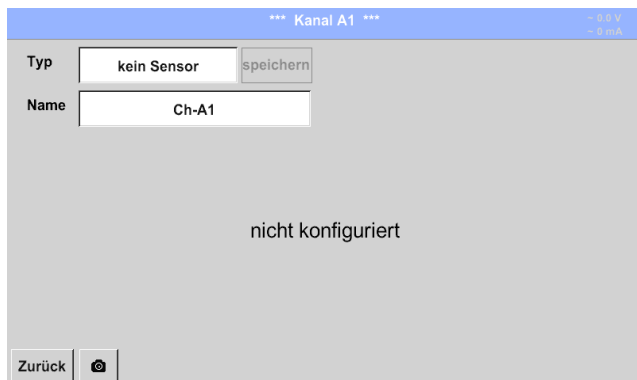 *** Kanal A1 ***
~ 0.0 V
~ 0 mA
Typ kein Sensor speichern
Name Ch-A1
nicht konfiguriert
Zurück